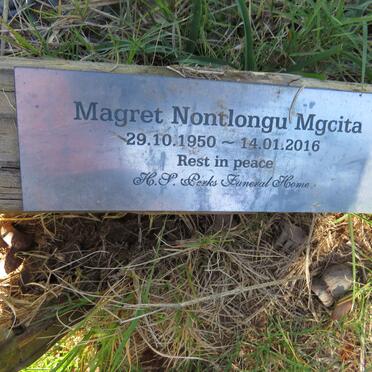 Magret Nontlongu Mgcita
29.10.1950 ~ 14.01.2016
Rest in peace
H.S. Perks Funeral Home